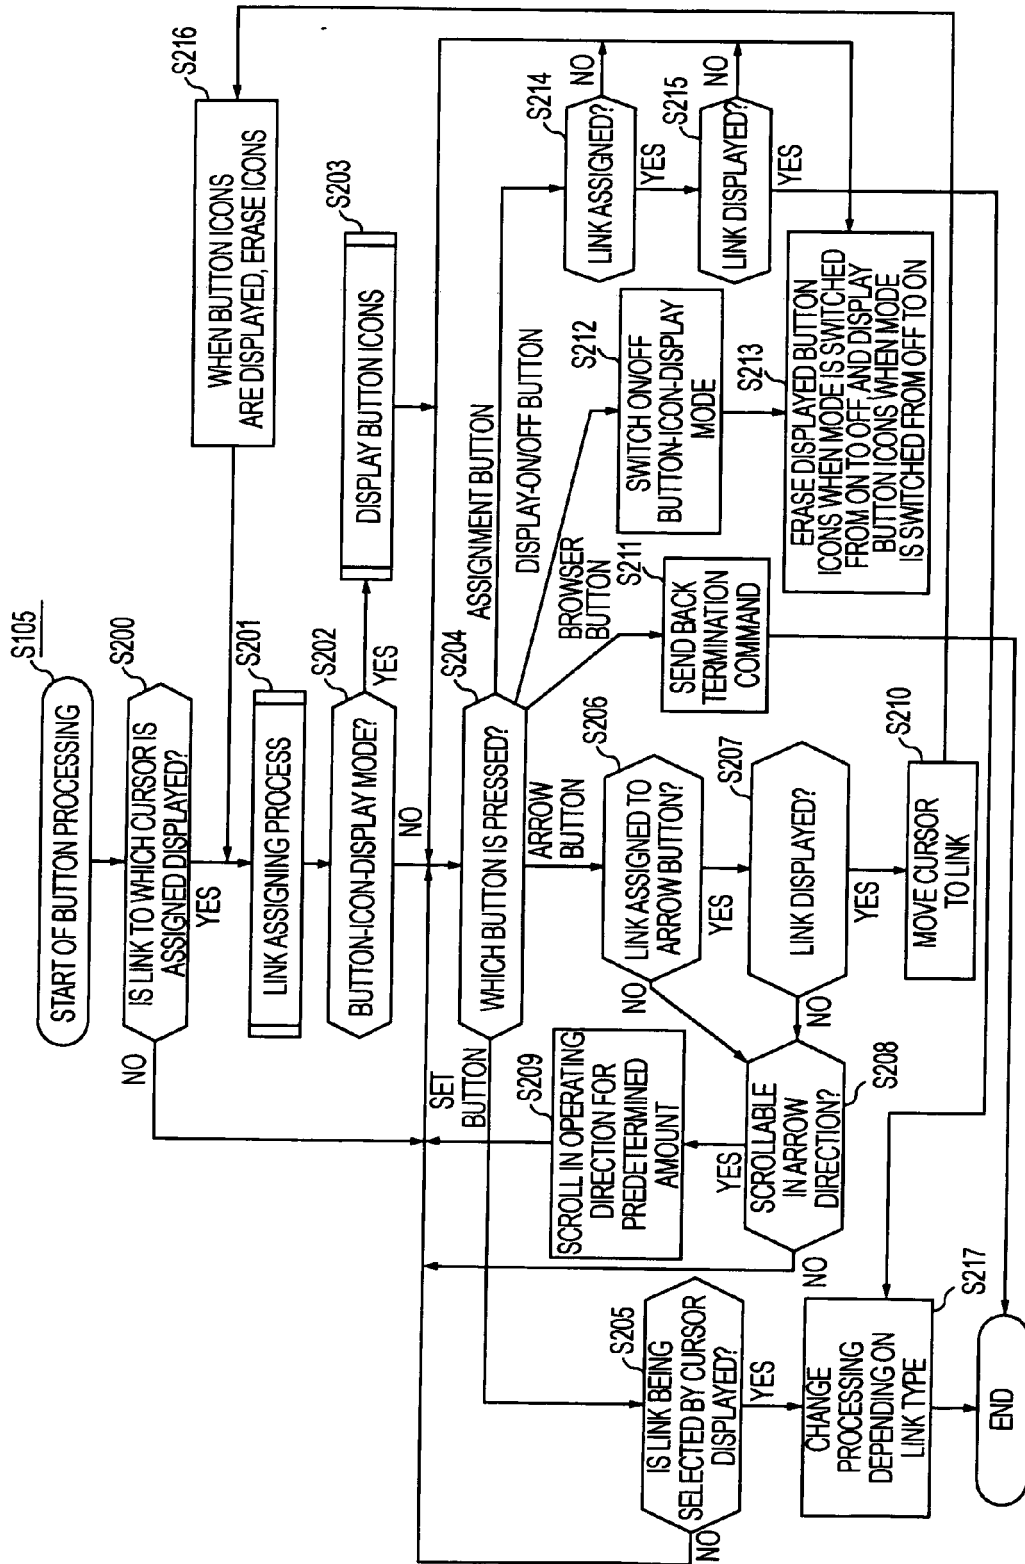 S105
START OF BUTTON PROCESSING
S200
IS LINK TO WHICH CURSOR IS
ASSIGNED DISPLAYED?
NO
YES
S216
WHEN BUTTON ICONS
ARE DISPLAYED, ERASE ICONS
S201
LINK ASSIGNING PROCESS
S202
BUTTON-ICON-DISPLAY MODE?
YES
NO
S203
DISPLAY BUTTON ICONS
S204
WHICH BUTTON IS PRESSED?
SET
BUTTON
ARROW
BUTTON
BROWSER
BUTTON
DISPLAY-ON/OFF BUTTON
ASSIGNMENT BUTTON
S205
IS LINK BEING
SELECTED BY CURSOR
DISPLAYED?
NO
YES
S206
LINK ASSIGNED TO
ARROW BUTTON?
NO
YES
S207
LINK DISPLAYED?
NO
YES
S208
SCROLLABLE
IN ARROW
DIRECTION?
YES
NO
S209
SCROLL IN OPERATING
DIRECTION FOR
PREDETERMINED
AMOUNT
S210
MOVE CURSOR
TO LINK
S211
SEND BACK
TERMINATION
COMMAND
S212
SWITCH ON/OFF
BUTTON-ICON-DISPLAY
MODE
S213
ERASE DISPLAYED BUTTON
ICONS WHEN MODE IS SWITCHED
FROM ON TO OFF AND DISPLAY
BUTTON ICONS WHEN MODE
IS SWITCHED FROM OFF TO ON
S214
LINK ASSIGNED?
NO
YES
S215
LINK DISPLAYED?
NO
YES
S217
CHANGE
PROCESSING
DEPENDING ON
LINK TYPE
END